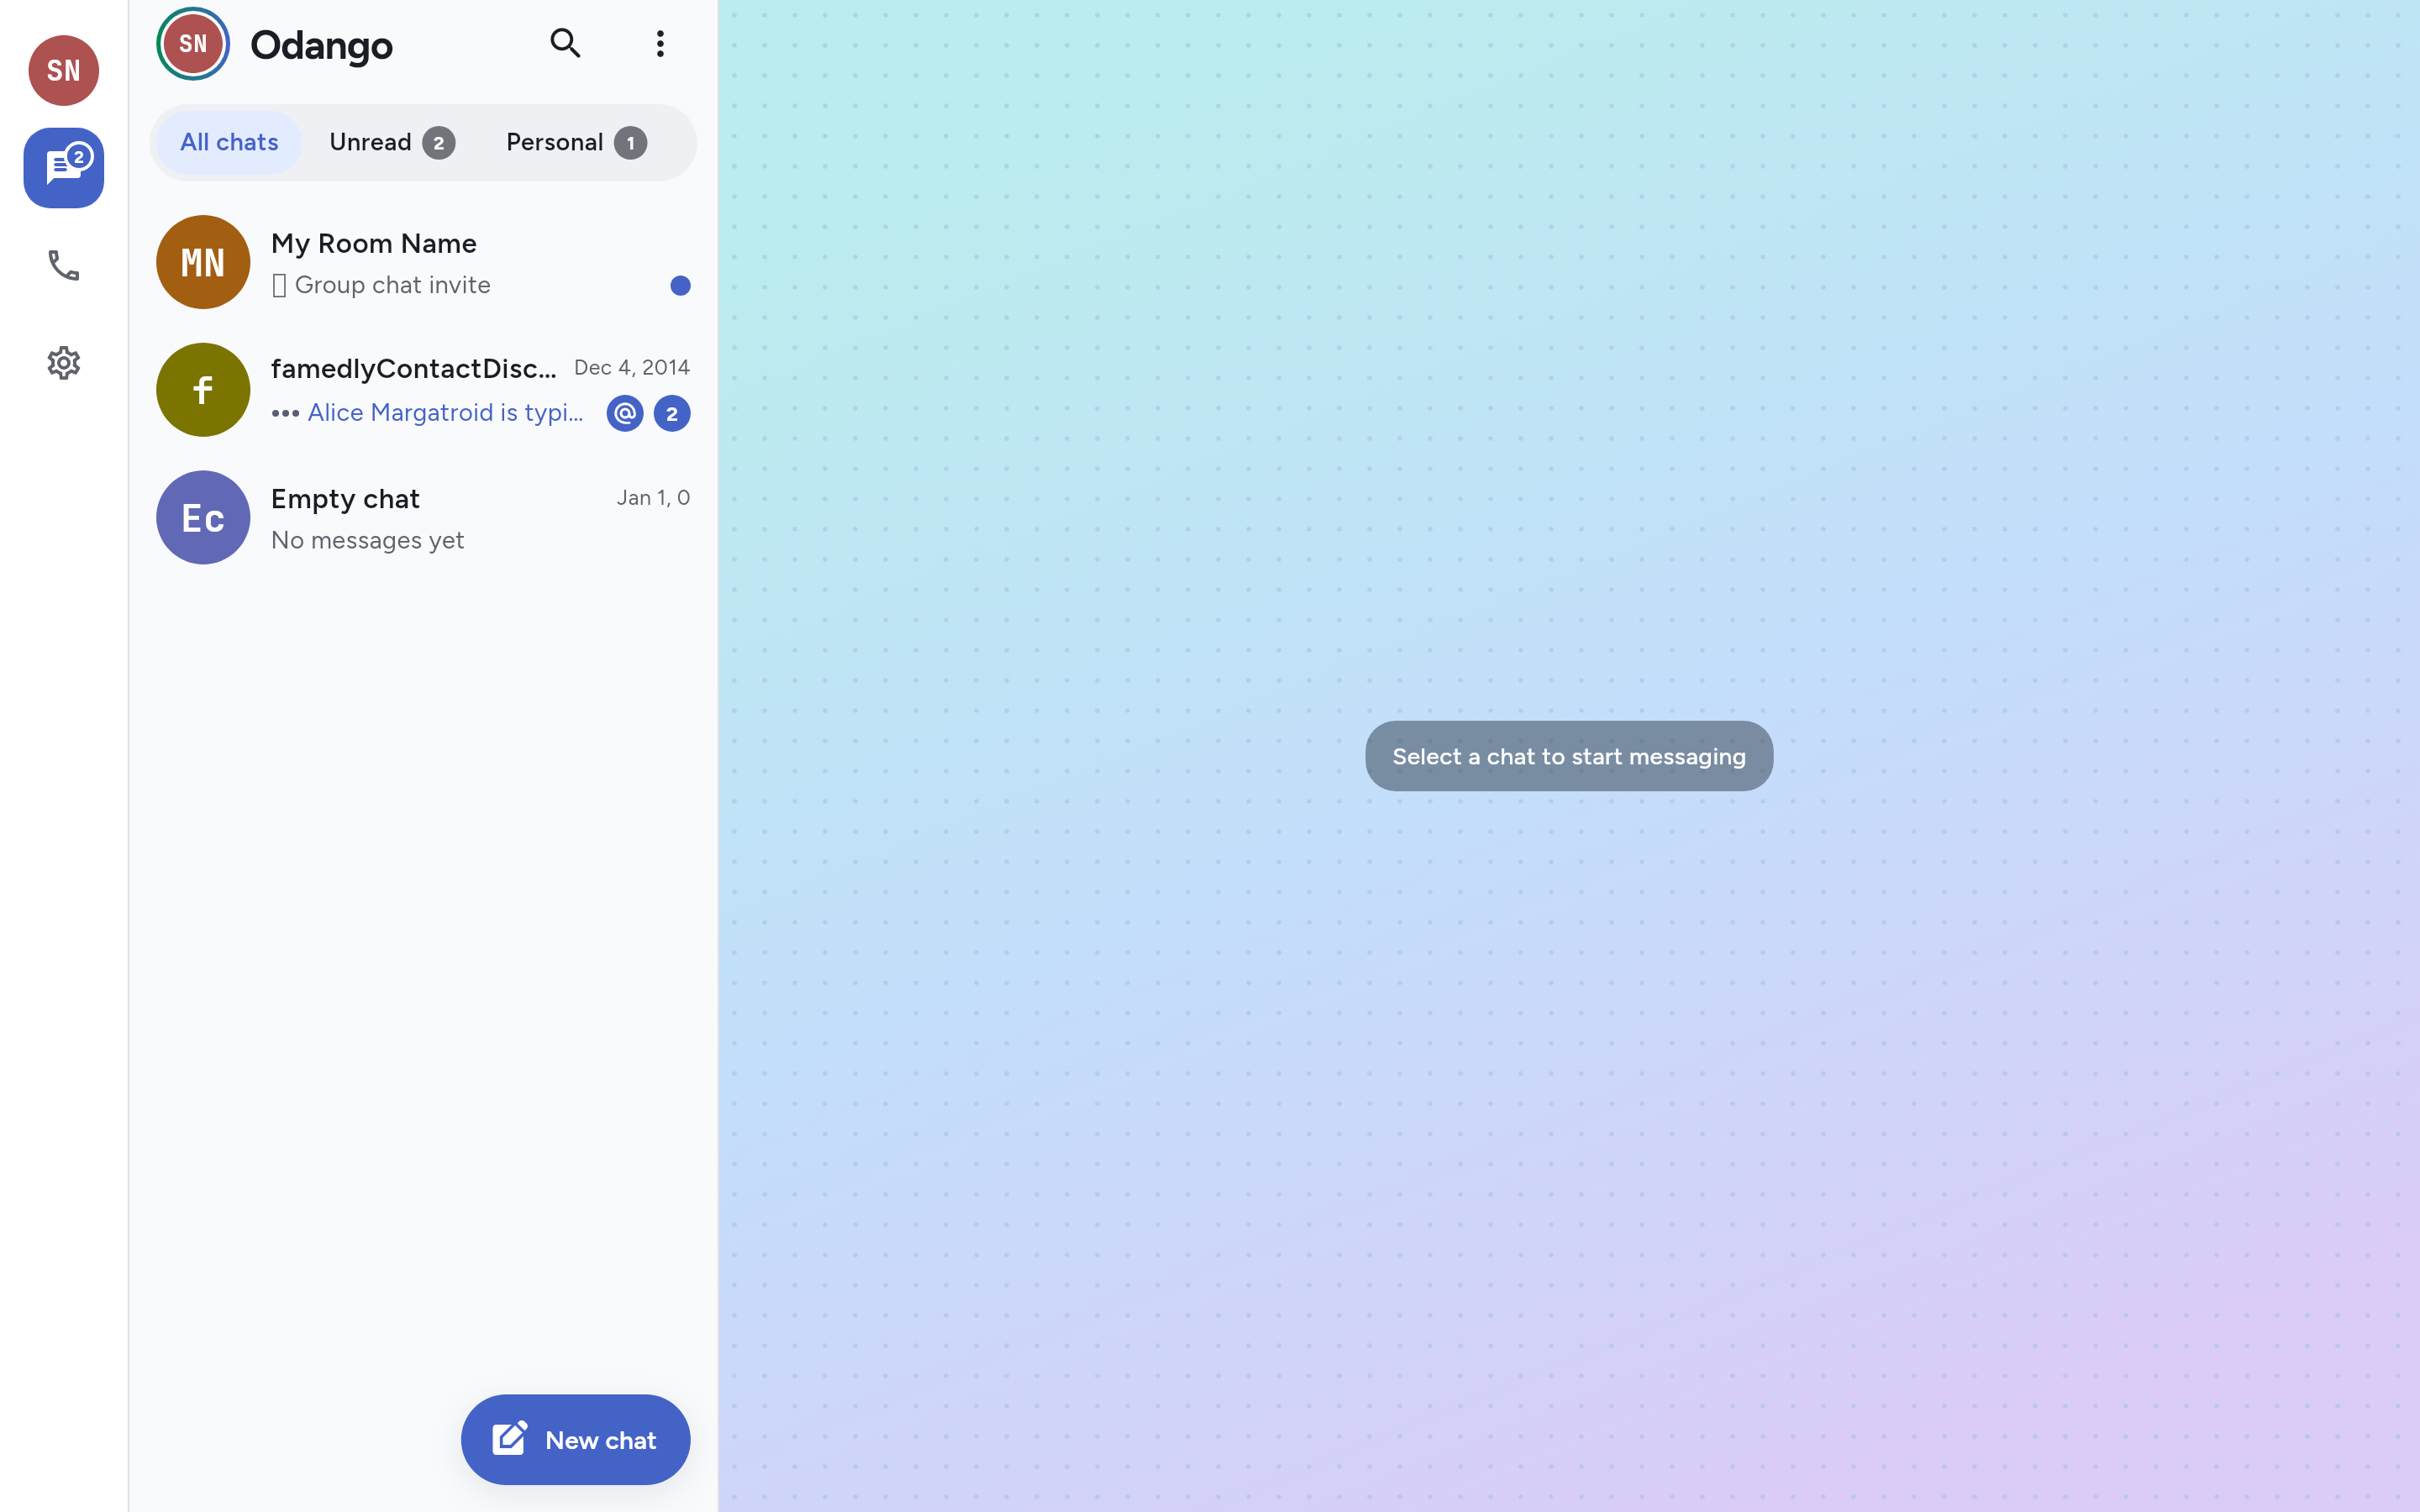 SN
2
SN
Odango
All chats
Unread 2
Personal 1
MN
My Room Name
Group chat invite
f
famedlyContactDisc...
Dec 4, 2014
Alice Margatroid is typi...
@ 2
Ec
Empty chat
Jan 1, 0
No messages yet
Select a chat to start messaging
New chat